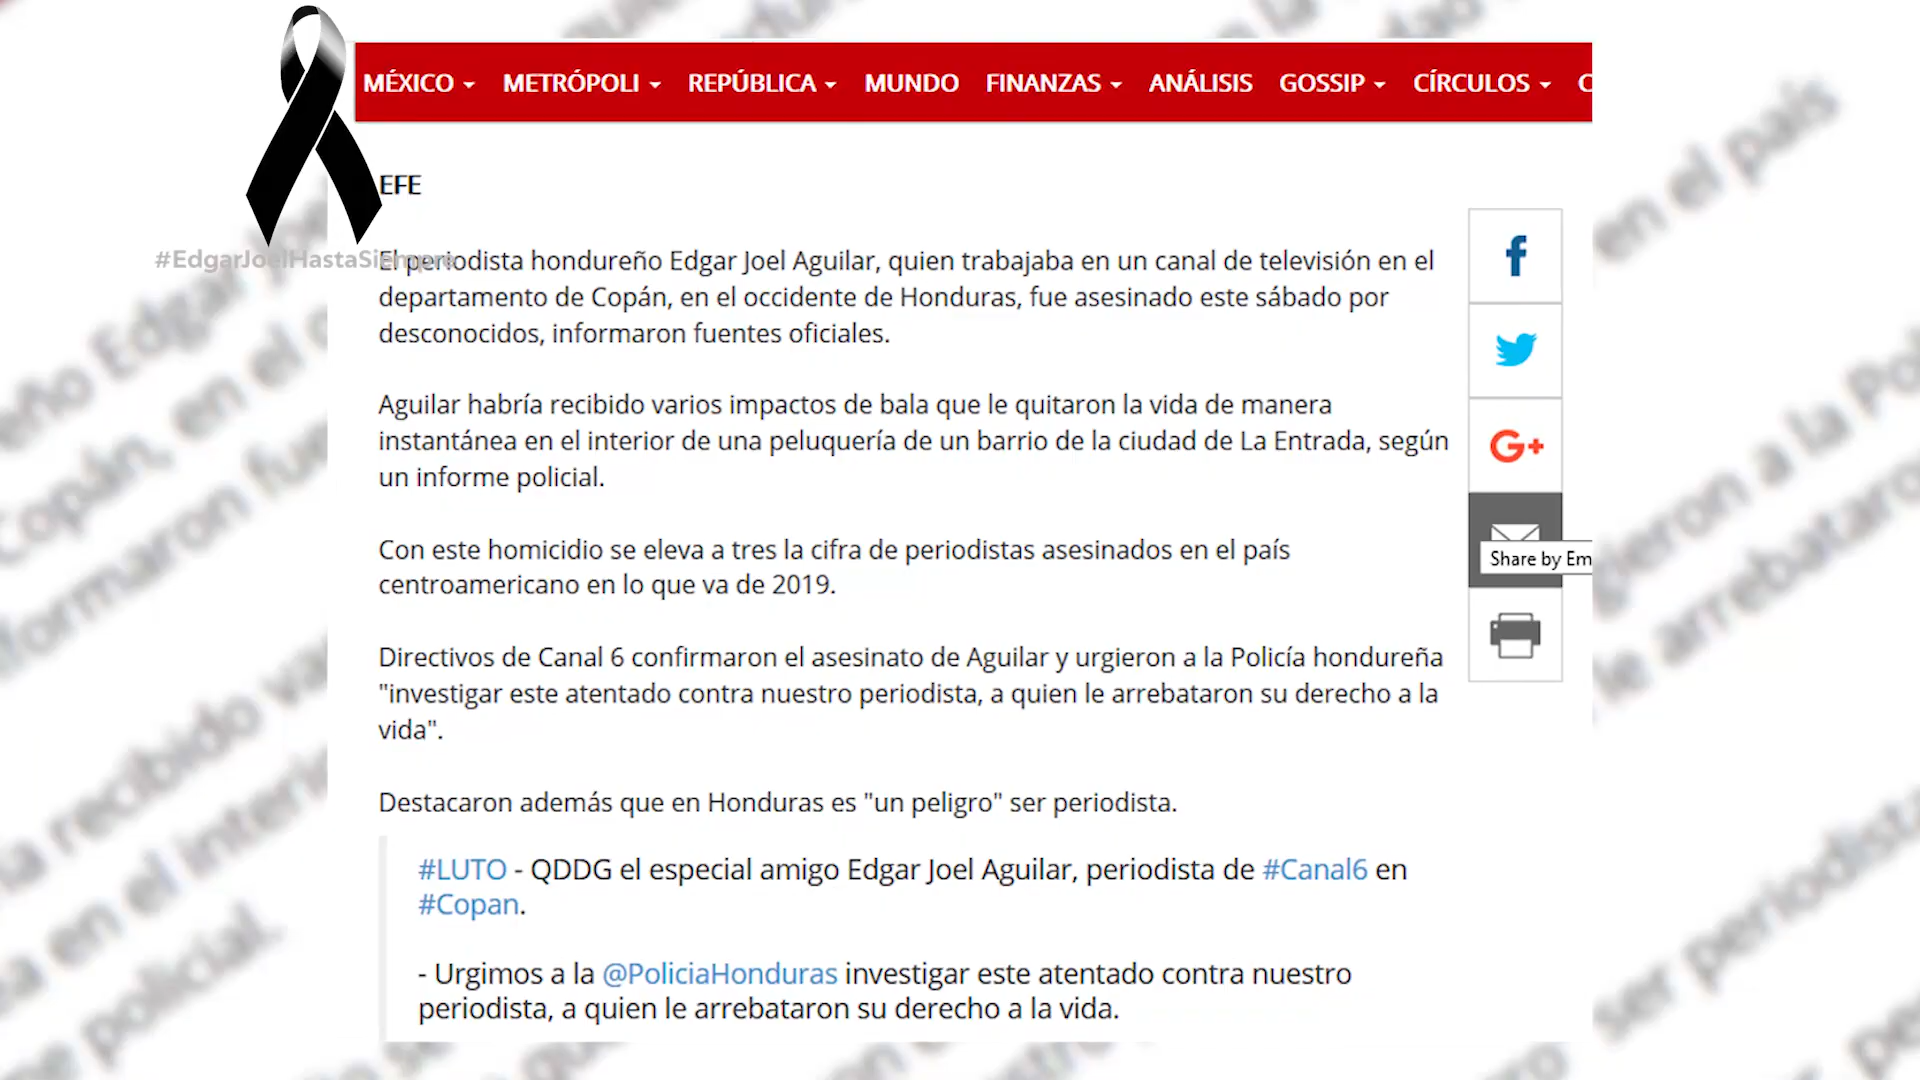 MÉXICO METRÓPOLI REPÚBLICA MUNDO FINANZAS ANÁLISIS GOSSIP CÍRCULOS C
EFE
#EdgarJoelHastaSiempre
El periodista hondureño Edgar Joel Aguilar, quien trabajaba en un canal de televisión en el
departamento de Copán, en el occidente de Honduras, fue asesinado este sábado por
desconocidos, informaron fuentes oficiales.
Aguilar habría recibido varios impactos de bala que le quitaron la vida de manera
instantánea en el interior de una peluquería de un barrio de la ciudad de La Entrada, según
un informe policial.
Con este homicidio se eleva a tres la cifra de periodistas asesinados en el país
centroamericano en lo que va de 2019.
Directivos de Canal 6 confirmaron el asesinato de Aguilar y urgieron a la Policía hondureña
"investigar este atentado contra nuestro periodista, a quien le arrebataron su derecho a la
vida".
Destacaron además que en Honduras es "un peligro" ser periodista.
#LUTO - QDDG el especial amigo Edgar Joel Aguilar, periodista de #Canal6 en
#Copan.
- Urgimos a la @PoliciaHonduras investigar este atentado contra nuestro
periodista, a quien le arrebataron su derecho a la vida.
G+
Share by Em